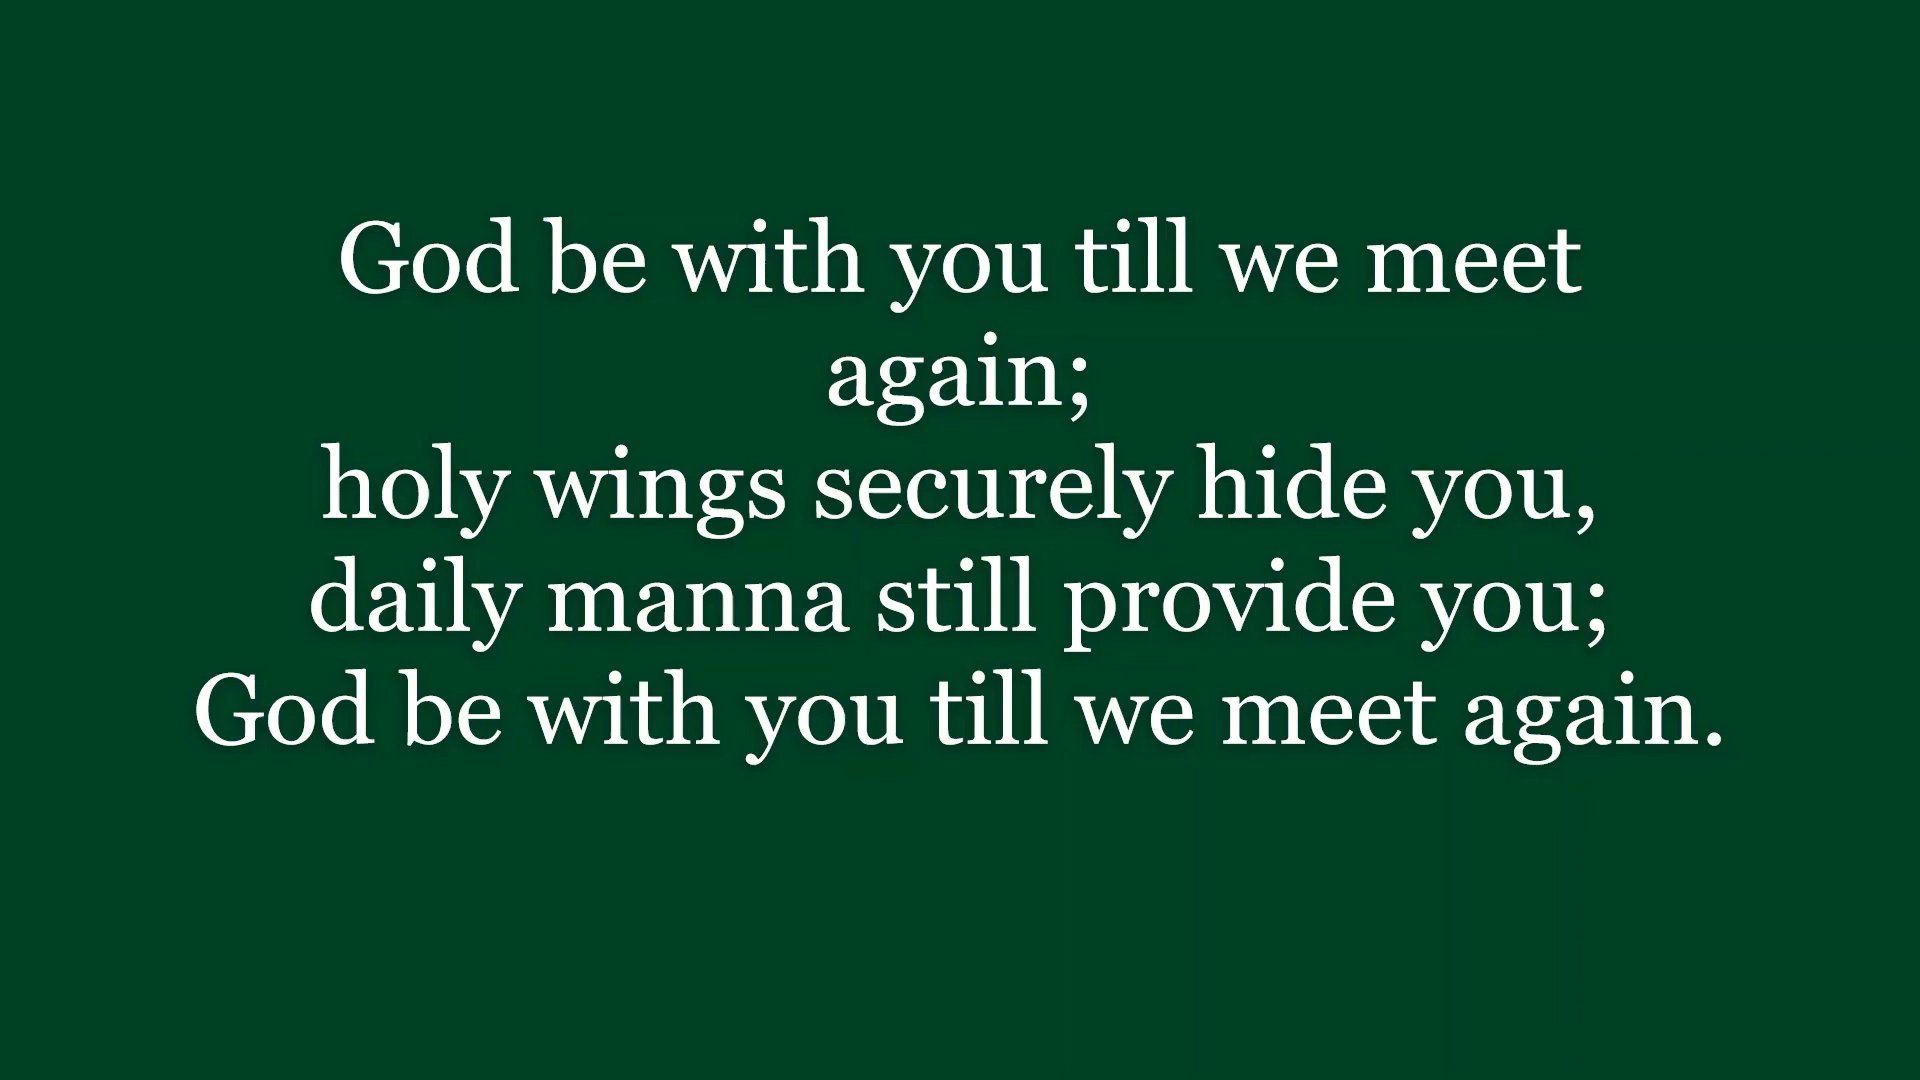 God be with you till we meet
again;
holy wings securely hide you,
daily manna still provide you;
God be with you till we meet again.